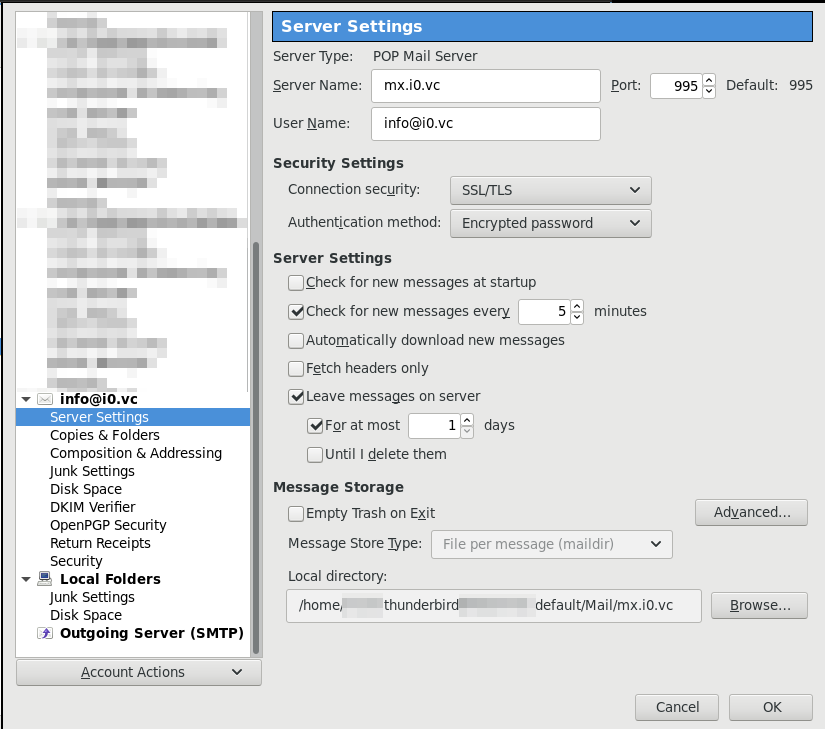 info@i0.vc
Server Settings
Copies & Folders
Composition & Addressing
Junk Settings
Disk Space
DKIM Verifier
OpenPGP Security
Return Receipts
Security
Local Folders
Junk Settings
Disk Space
Outgoing Server (SMTP)
Account Actions
Server Settings
Server Type: POP Mail Server
Server Name: mx.i0.vc Port: 995 Default: 995
User Name: info@i0.vc
Security Settings
Connection security: SSL/TLS
Authentication method: Encrypted password
Server Settings
Check for new messages at startup
Check for new messages every 5 minutes
Automatically download new messages
Fetch headers only
Leave messages on server
For at most 1 days
Until I delete them
Message Storage
Empty Trash on Exit Advanced...
Message Store Type: File per message (maildir)
Local directory:
/home/ thunderbird default/Mail/mx.i0.vc Browse...
Cancel OK